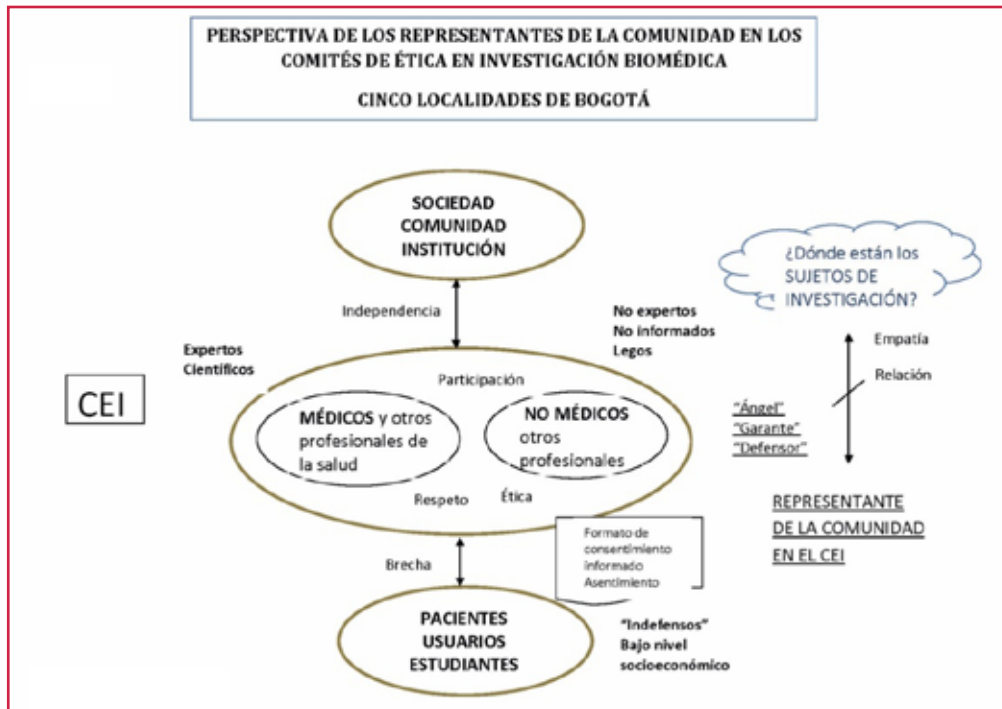 PERSPECTIVA DE LOS REPRESENTANTES DE LA COMUNIDAD EN LOS
COMITÉS DE ÉTICA EN INVESTIGACIÓN BIOMÉDICA
CINCO LOCALIDADES DE BOGOTÁ
SOCIEDAD
COMUNIDAD
INSTITUCIÓN
¿Dónde están los
SUJETOS DE
INVESTIGACIÓN?
Independencia
No expertos
No informados
Legos
Empatía
Relación
Expertos
Científicos
Participación
CEI
MÉDICOS y otros
profesionales de
la salud
NO MÉDICOS
otros
profesionales
"Ángel"
"Garante"
"Defensor"
Respeto
Ética
REPRESENTANTE
DE LA COMUNIDAD
EN EL CEI
Brecha
Formato de
consentimiento
informado
Asentimiento
PACIENTES
USUARIOS
ESTUDIANTES
"Indefensos"
Bajo nivel
socioeconómico